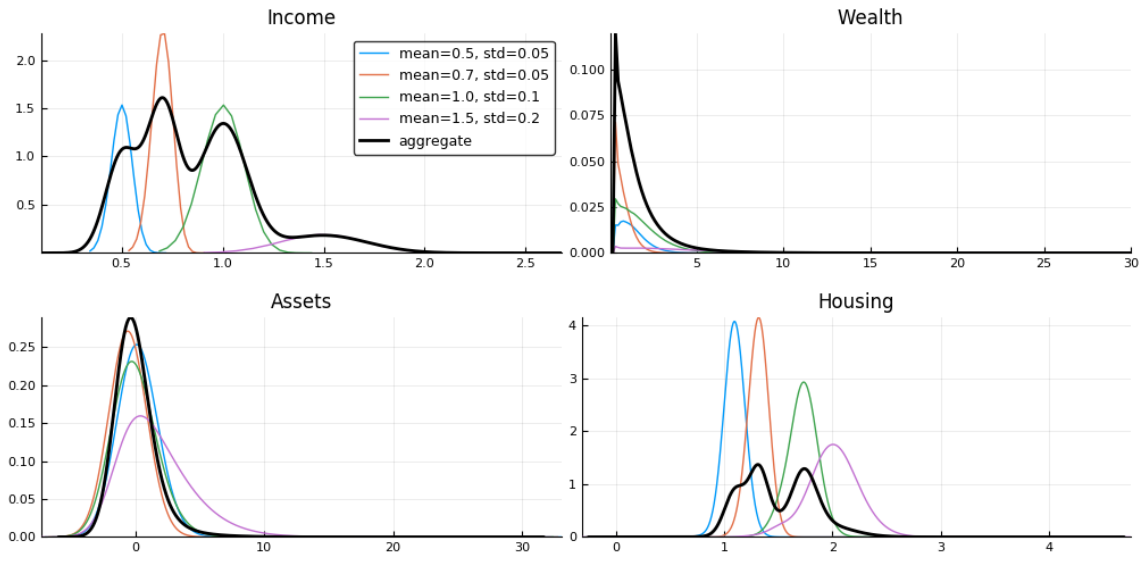 Income
2.0
1.5
1.0
0.5
0.5 1.0 1.5 2.0 2.5
mean=0.5, std=0.05
mean=0.7, std=0.05
mean=1.0, std=0.1
mean=1.5, std=0.2
aggregate
Wealth
0.100
0.075
0.050
0.025
0.000
5 10 15 20 25 30
Assets
0.25
0.20
0.15
0.10
0.05
0.00
0 10 20 30
Housing
4
3
2
1
0
0 1 2 3 4